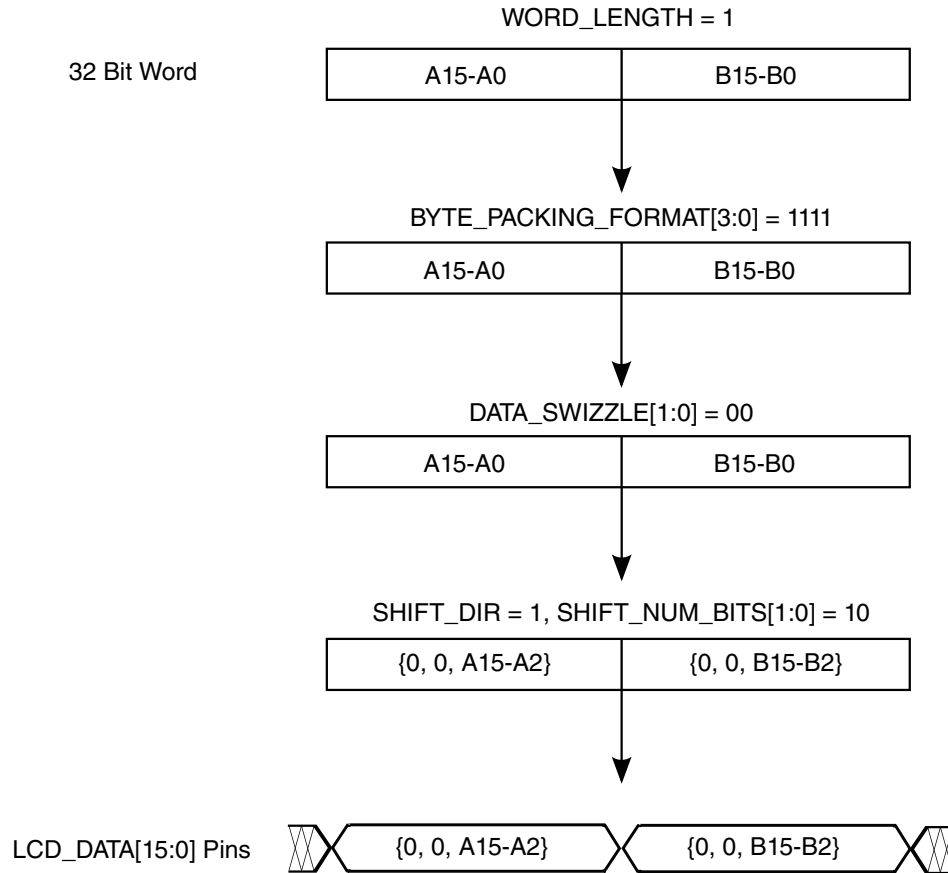 WORD_LENGTH = 1
32 Bit Word
A15-A0 B15-B0
BYTE_PACKING_FORMAT[3:0] = 1111
A15-A0 B15-B0
DATA_SWIZZLE[1:0] = 00
A15-A0 B15-B0
SHIFT_DIR = 1, SHIFT_NUM_BITS[1:0] = 10
{0, 0, A15-A2} {0, 0, B15-B2}
LCD_DATA[15:0] Pins {0, 0, A15-A2} {0, 0, B15-B2}